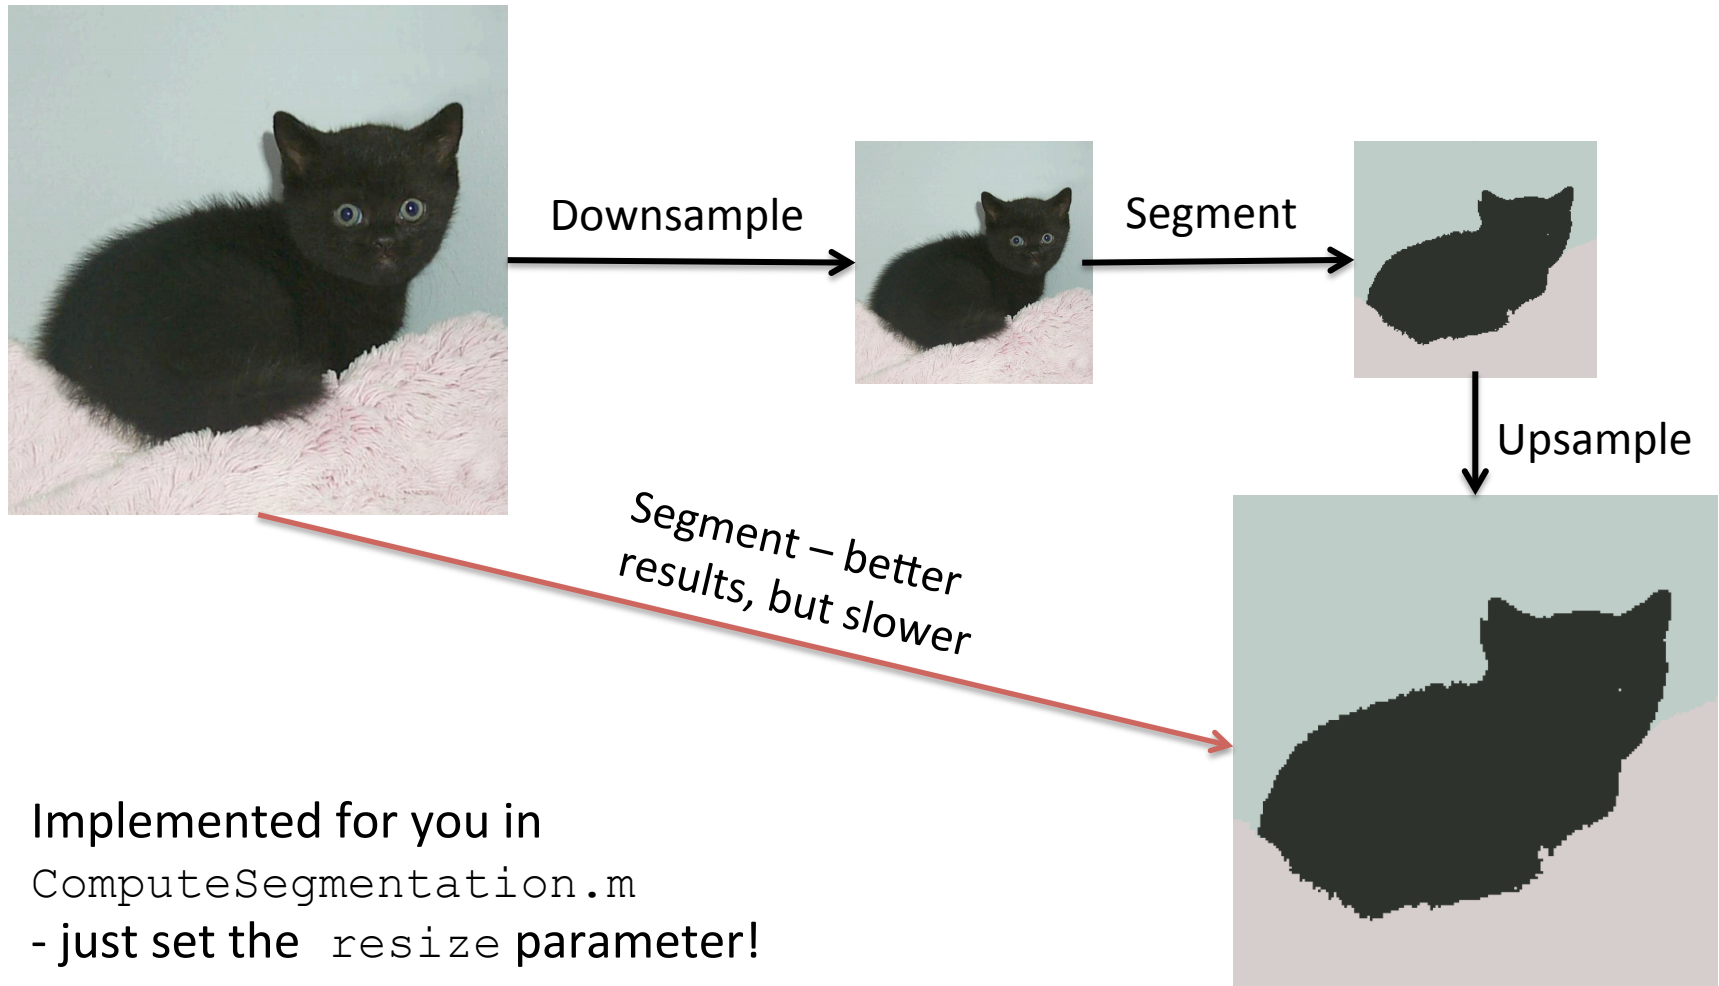 Downsample
Segment
Upsample
Segment – better
results, but slower
Implemented for you in
ComputeSegmentation.m
- just set the resize parameter!